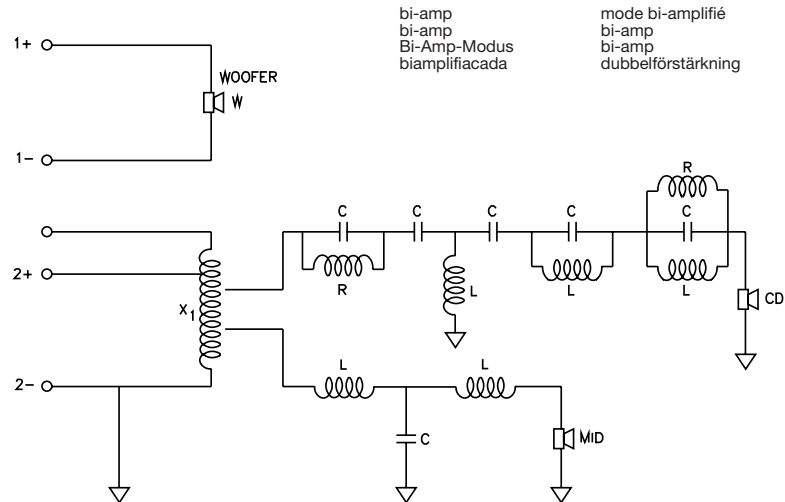 bi-amp mode bi-amplifié
bi-amp bi-amp
Bi-Amp-Modus bi-amp
biamplifiacada dubbelförstärkning
1+
WOOFER
W
1-
R
C C C C C
2+
R L L L
CD
X1
2-
L L
C
MID